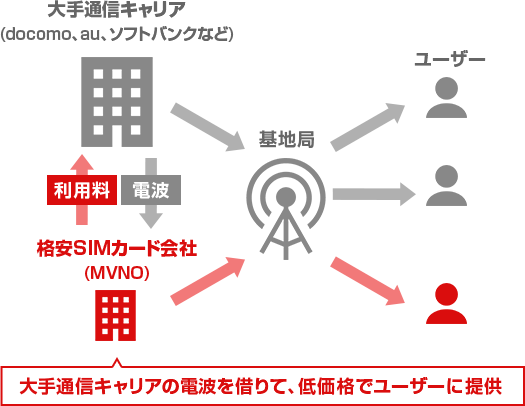 大手通信キャリア
(docomo、au、ソフトバンクなど)
ユーザー
基地局
利用料
電波
格安SIMカード会社
(MVNO)
大手通信キャリアの電波を借りて、低価格でユーザーに提供